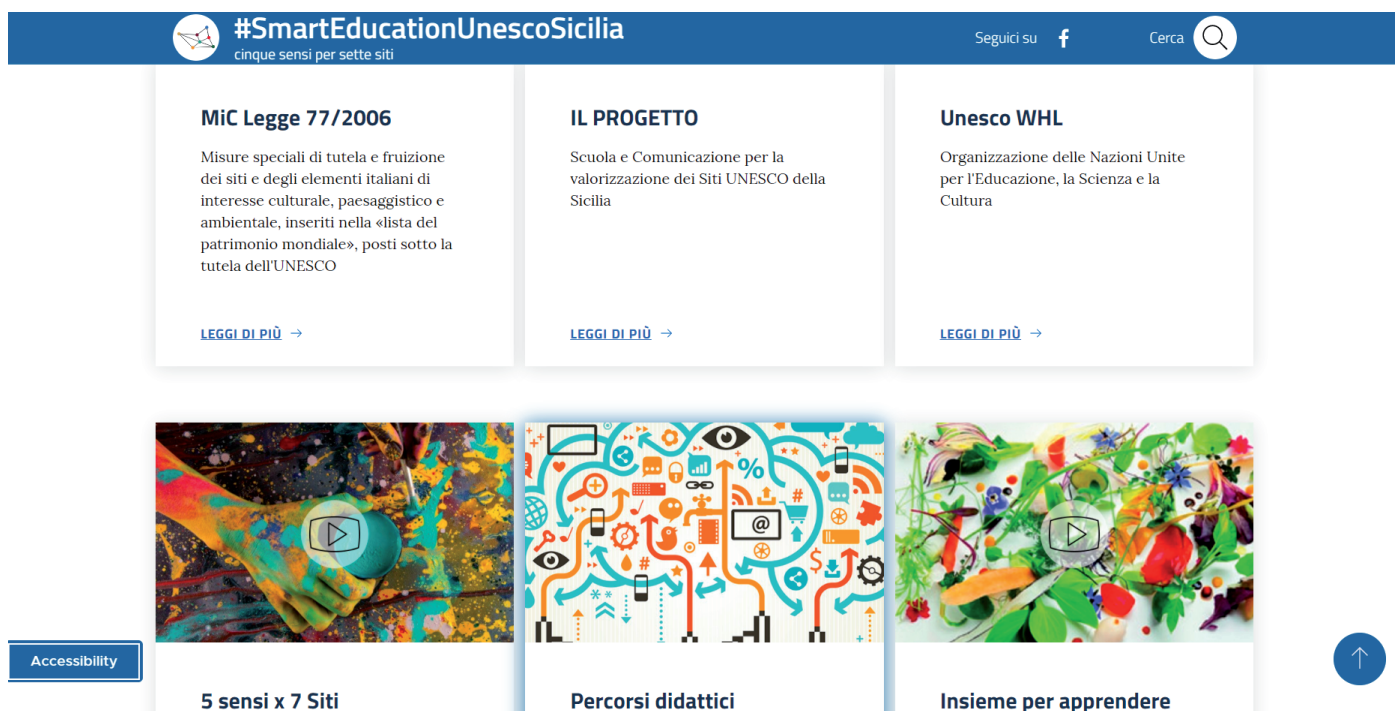 #SmartEducationUnescoSicilia
cinque sensi per sette siti
Seguici su
f
Cerca
MiC Legge 77/2006
Misure speciali di tutela e fruizione
dei siti e degli elementi italiani di
interesse culturale, paesaggistico e
ambientale, inseriti nella «lista del
patrimonio mondiale», posti sotto la
tutela dell'UNESCO
LEGGI DI PIÙ →
IL PROGETTO
Scuola e Comunicazione per la
valorizzazione dei Siti UNESCO della
Sicilia
LEGGI DI PIÙ →
Unesco WHL
Organizzazione delle Nazioni Unite
per l'Educazione, la Scienza e la
Cultura
LEGGI DI PIÙ →
Accessibility
5 sensi x 7 Siti
Percorsi didattici
Insieme per apprendere